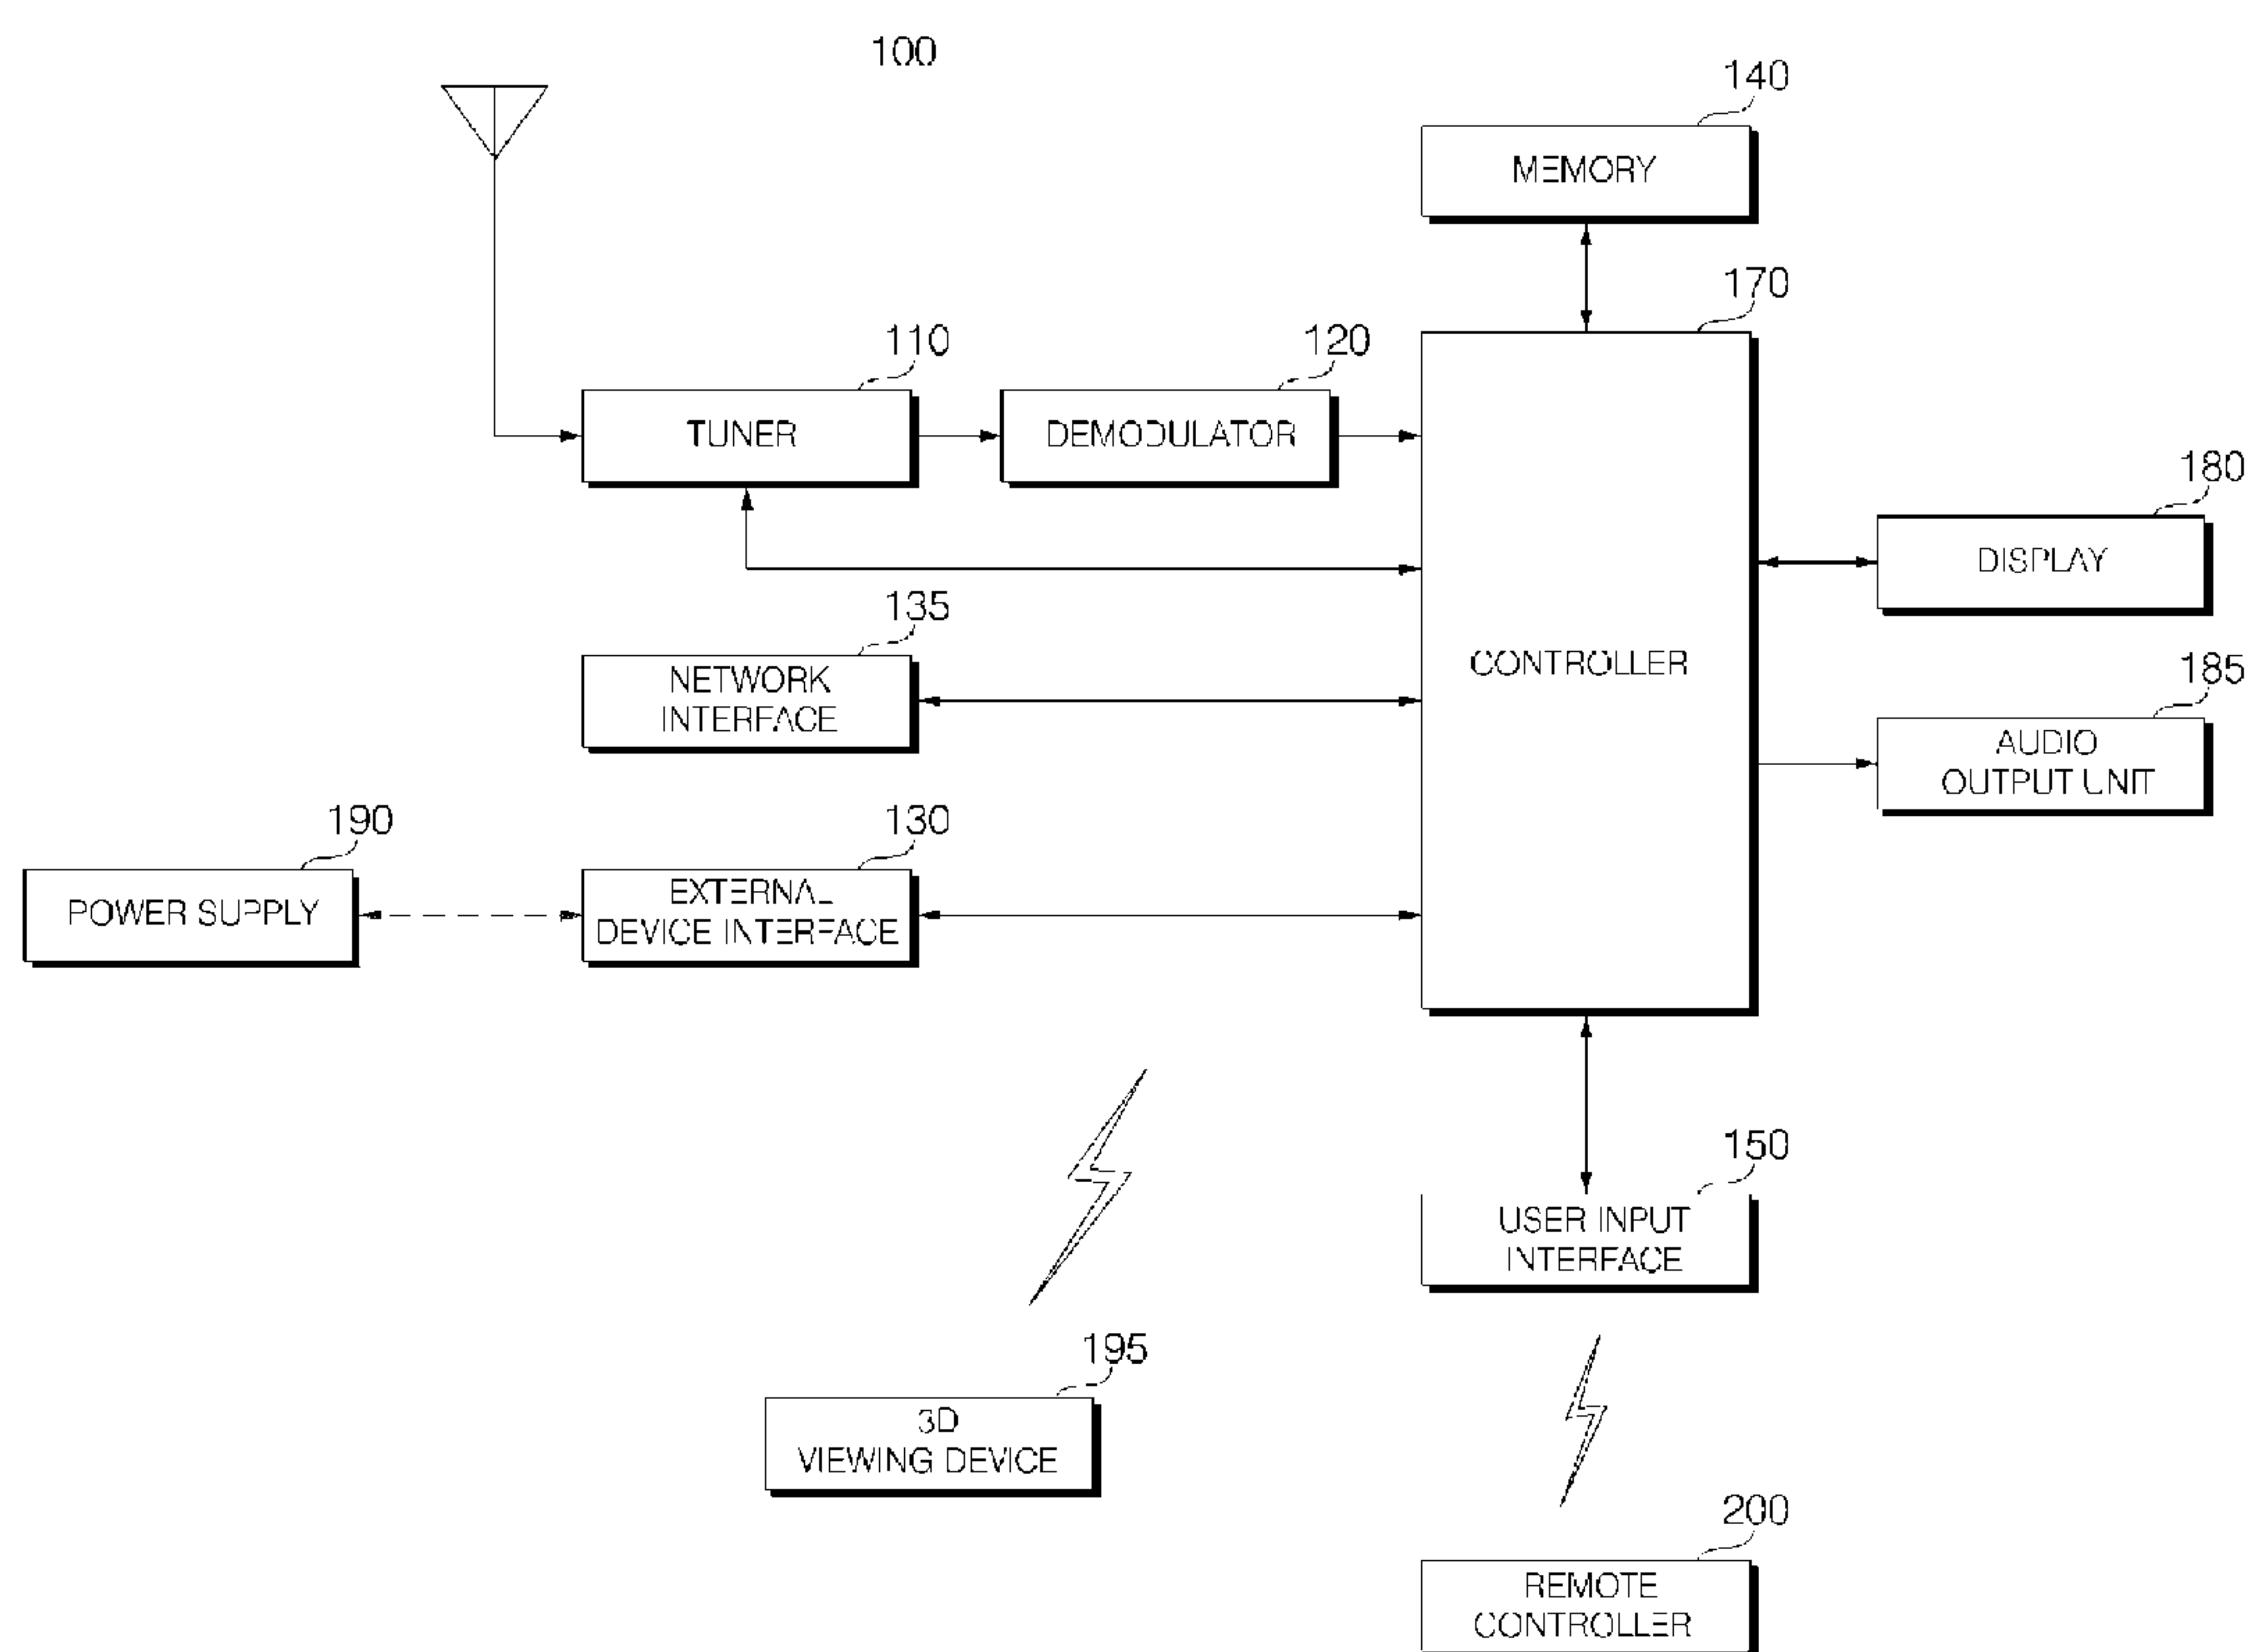 100
140
MEMORY
170
110
120
TUNER
DEMODULATOR
180
DISPLAY
135
NETWORK
INTERFACE
CONTROLLER
185
AUDIO
OUTPUT UNIT
190
130
POWER SUPPLY
EXTERNAL
DEVICE INTERFACE
150
USER INPUT
INTERFACE
195
3D
VIEWING DEVICE
200
REMOTE
CONTROLLER